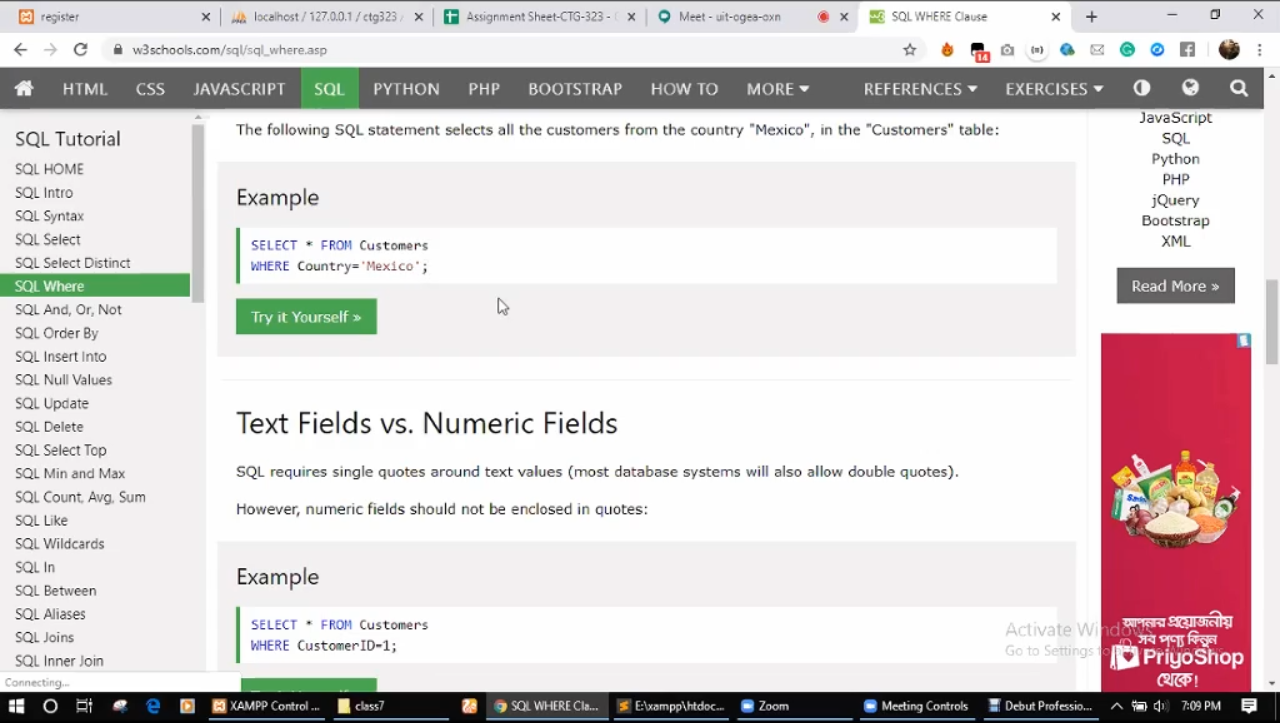 register
localhost / 127.0.0.1 / ctg323 /
Assignment Sheet-CTG-323 -
Meet - uit-ogea-oxn
SQL WHERE Clause
w3schools.com/sql/sql_where.asp
14
HTML CSS JAVASCRIPT SQL PYTHON PHP BOOTSTRAP HOW TO MORE REFERENCES EXERCISES
SQL Tutorial
SQL HOME
SQL Intro
SQL Syntax
SQL Select
SQL Select Distinct
SQL Where
SQL And, Or, Not
SQL Order By
SQL Insert Into
SQL Null Values
SQL Update
SQL Delete
SQL Select Top
SQL Min and Max
SQL Count, Avg, Sum
SQL Like
SQL Wildcards
SQL In
SQL Between
SQL Aliases
SQL Joins
SQL Inner Join
Connecting...
The following SQL statement selects all the customers from the country "Mexico", in the "Customers" table:
Example
SELECT * FROM Customers
WHERE Country='Mexico';
Try it Yourself »
Text Fields vs. Numeric Fields
SQL requires single quotes around text values (most database systems will also allow double quotes).
However, numeric fields should not be enclosed in quotes:
Example
SELECT * FROM Customers
WHERE CustomerID=1;
JavaScript
SQL
Python
PHP
jQuery
Bootstrap
XML
Read More »
আপনার প্রয়োজনীয়
সব পণ্য কিনুন
PriyoShop
থেকে!
Activate Windows
Go to Settings to
XAMPP Control ...
class7
SQL WHERE Cla...
E:\xampp\htdoc...
Zoom
Meeting Controls
Debut Professio...
7:09 PM